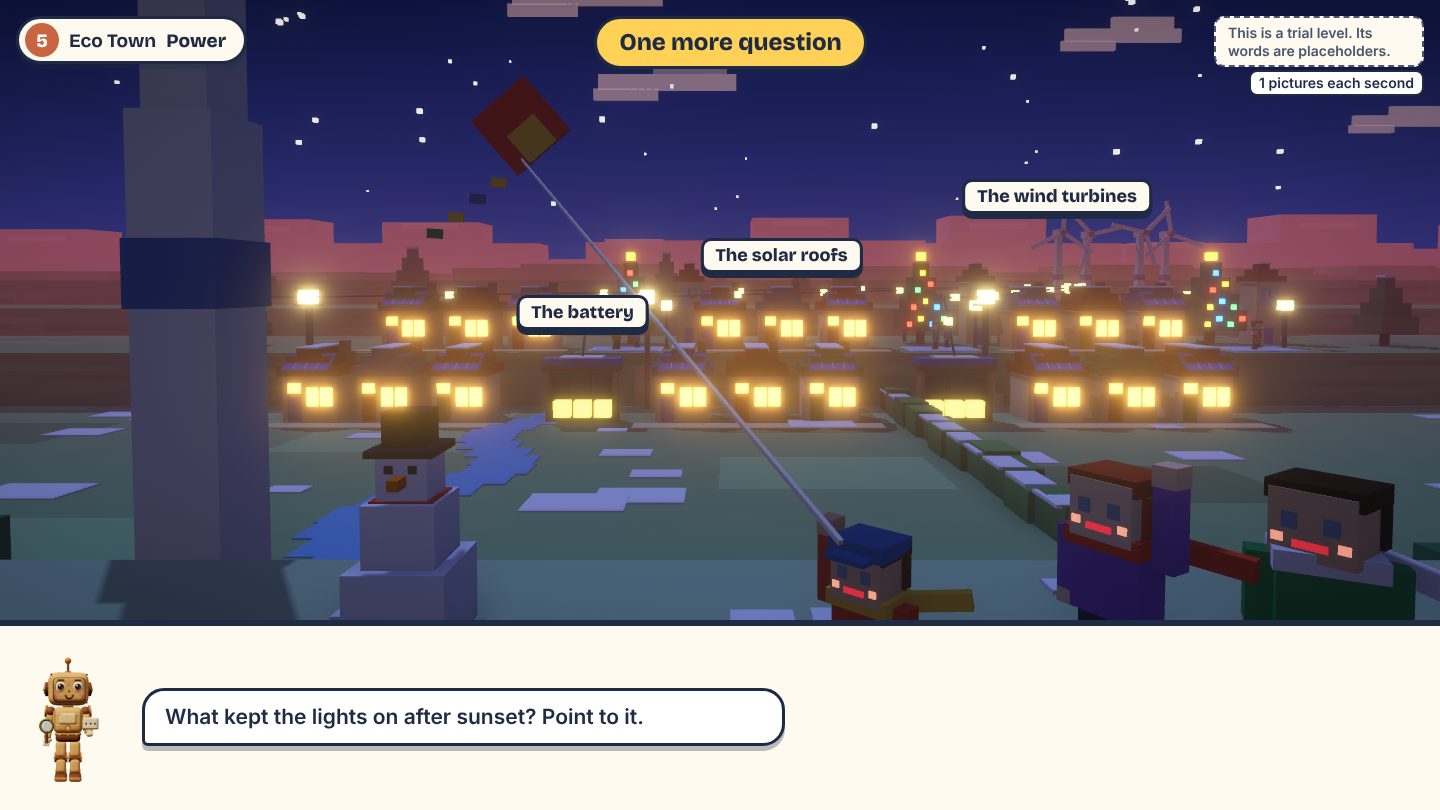 5 Eco Town Power
One more question
This is a trial level. Its
words are placeholders.
1 pictures each second
The wind turbines
The solar roofs
The battery
What kept the lights on after sunset? Point to it.